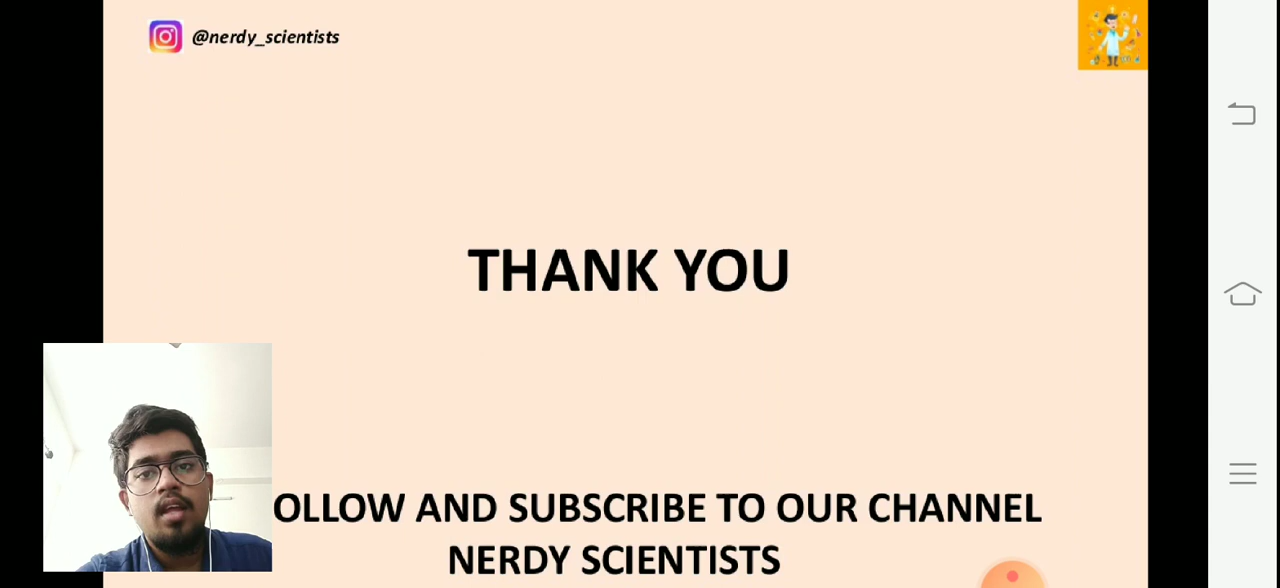 @nerdy_scientists
THANK YOU
OLLOW AND SUBSCRIBE TO OUR CHANNEL
NERDY SCIENTISTS